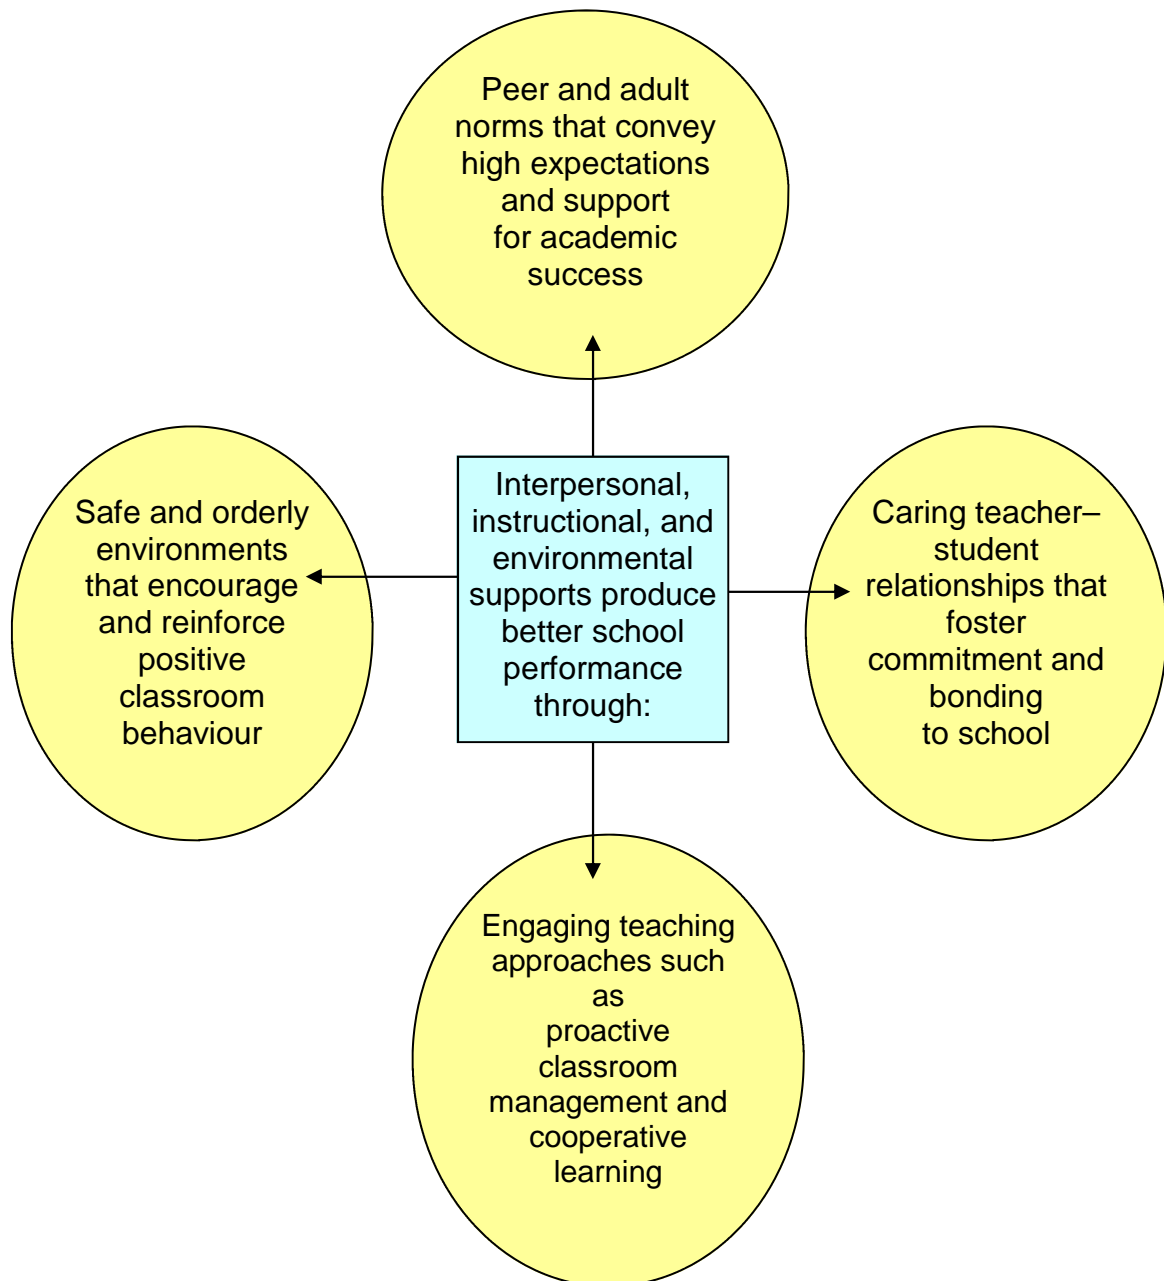 Peer and adult
norms that convey
high expectations
and support
for academic
success
Safe and orderly
environments
that encourage
and reinforce
positive
classroom
behaviour
Interpersonal,
instructional, and
environmental
supports produce
better school
performance
through:
Caring teacher–
student
relationships that
foster
commitment and
bonding
to school
Engaging teaching
approaches such
as
proactive
classroom
management and
cooperative
learning